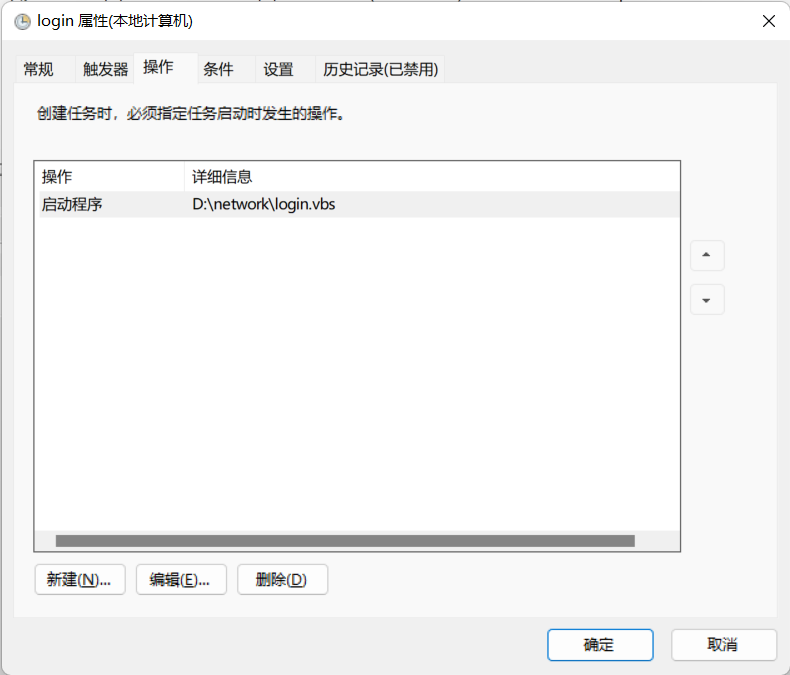 login 属性(本地计算机)
常规 触发器 操作 条件 设置 历史记录(已禁用)
创建任务时，必须指定任务启动时发生的操作。
操作 详细信息
启动程序 D:\network\login.vbs
新建(N)... 编辑(E)... 删除(D)
确定 取消